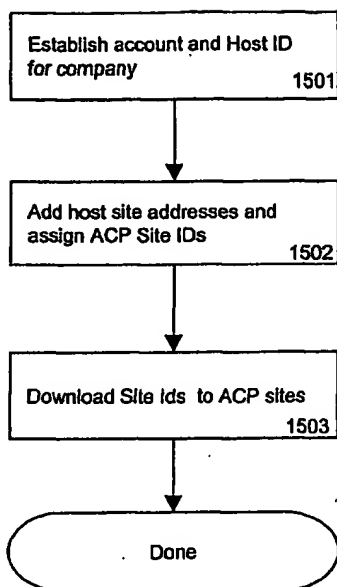 Establish account and Host ID
for company
1501
Add host site addresses and
assign ACP Site IDs
1502
Download Site Ids to ACP sites
1503
Done